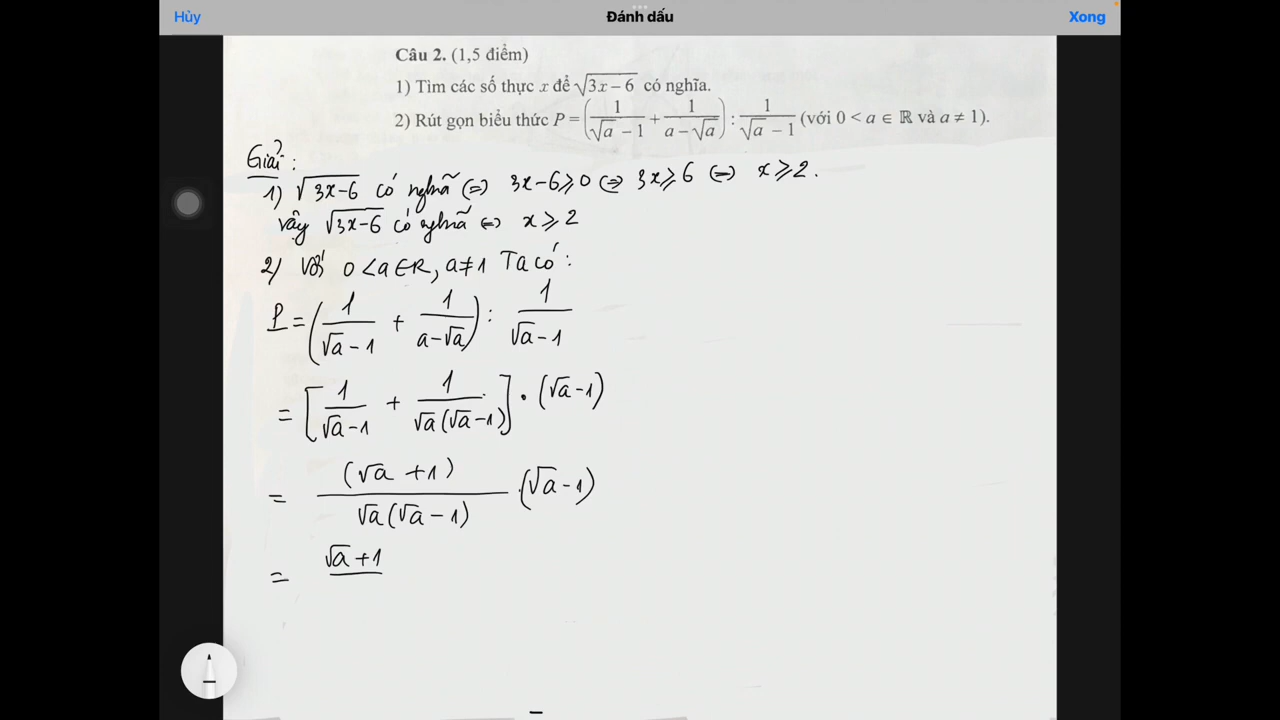 Hủy
Đánh dấu
Xong
Câu 2. (1,5 điểm)
1) Tìm các số thực x để √(3x − 6) có nghĩa.
2) Rút gọn biểu thức P = (1/(√a − 1) + 1/(a − √a)) : 1/(√a − 1) (với 0 < a ∈ ℝ và a ≠ 1).
Giải:
1) √(3x−6) có nghĩa ⇔ 3x−6 ⩾ 0 ⇔ 3x ⩾ 6 ⇔ x ⩾ 2.
Vậy √(3x−6) có nghĩa ⇔ x ⩾ 2
2) Với 0 < a ∈ R, a ≠ 1 Ta có:
P = (1/(√a − 1) + 1/(a−√a)) : 1/(√a − 1)
= [1/(√a−1) + 1/(√a(√a−1))] . (√a−1)
= (√a + 1)/(√a(√a − 1)) . (√a − 1)
= √a + 1